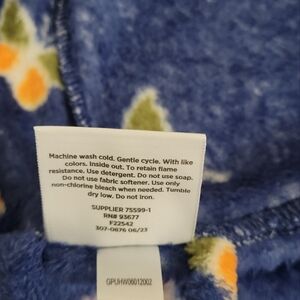 Machine wash cold. Gentle cycle. With like
colors. Inside out. To retain flame
resistance. Use detergent. Do not use soap.
Do not use fabric softener. Use only
non-chlorine bleach when needed. Tumble
dry low. Do not iron.
SUPPLIER 75599-1
RN# 93677
F22542
307-0876 06/23
GPUHW06012002